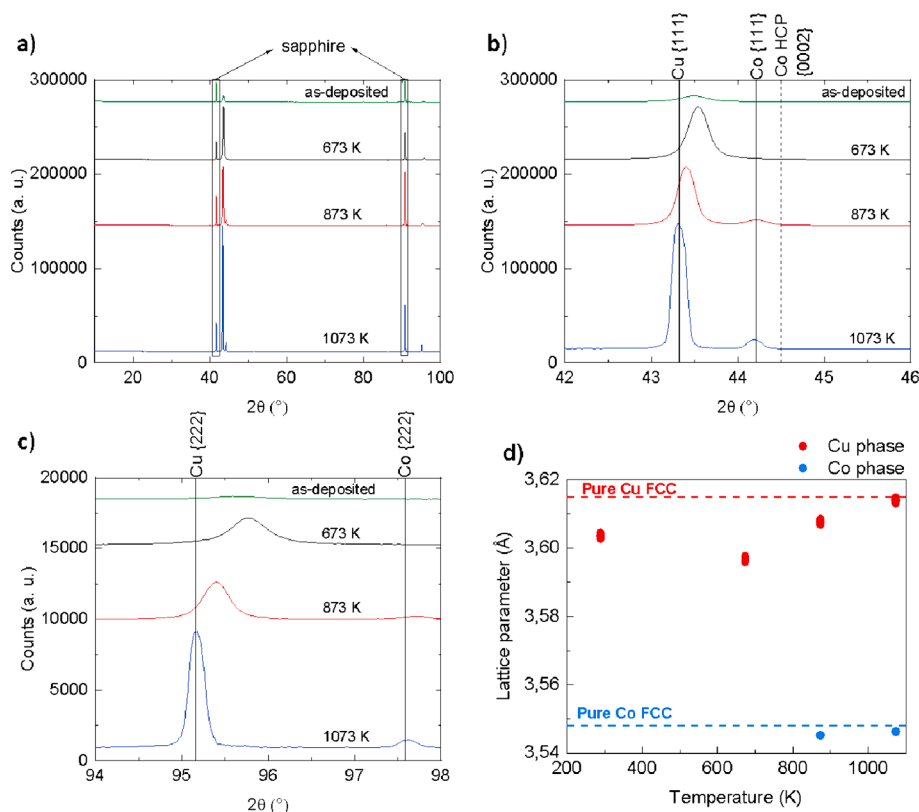 a)
sapphire
300000
200000
100000
0
Counts (a. u.)
as-deposited
673 K
873 K
1073 K
10 20 40 60 80 100
2θ (°)
b)
Cu {111}
Co {111}
Co HCP
{0002}
300000
200000
100000
0
Counts (a. u.)
as-deposited
673 K
873 K
1073 K
42 43 44 45 46
2θ (°)
c)
Cu {222}
Co {222}
20000
15000
10000
5000
0
Counts (a. u.)
as-deposited
673 K
873 K
1073 K
94 95 96 97 98
2θ (°)
d)
Cu phase
Co phase
3,62
3,60
3,58
3,56
3,54
Lattice parameter (Å)
Pure Cu FCC
Pure Co FCC
200 400 600 800 1000
Temperature (K)